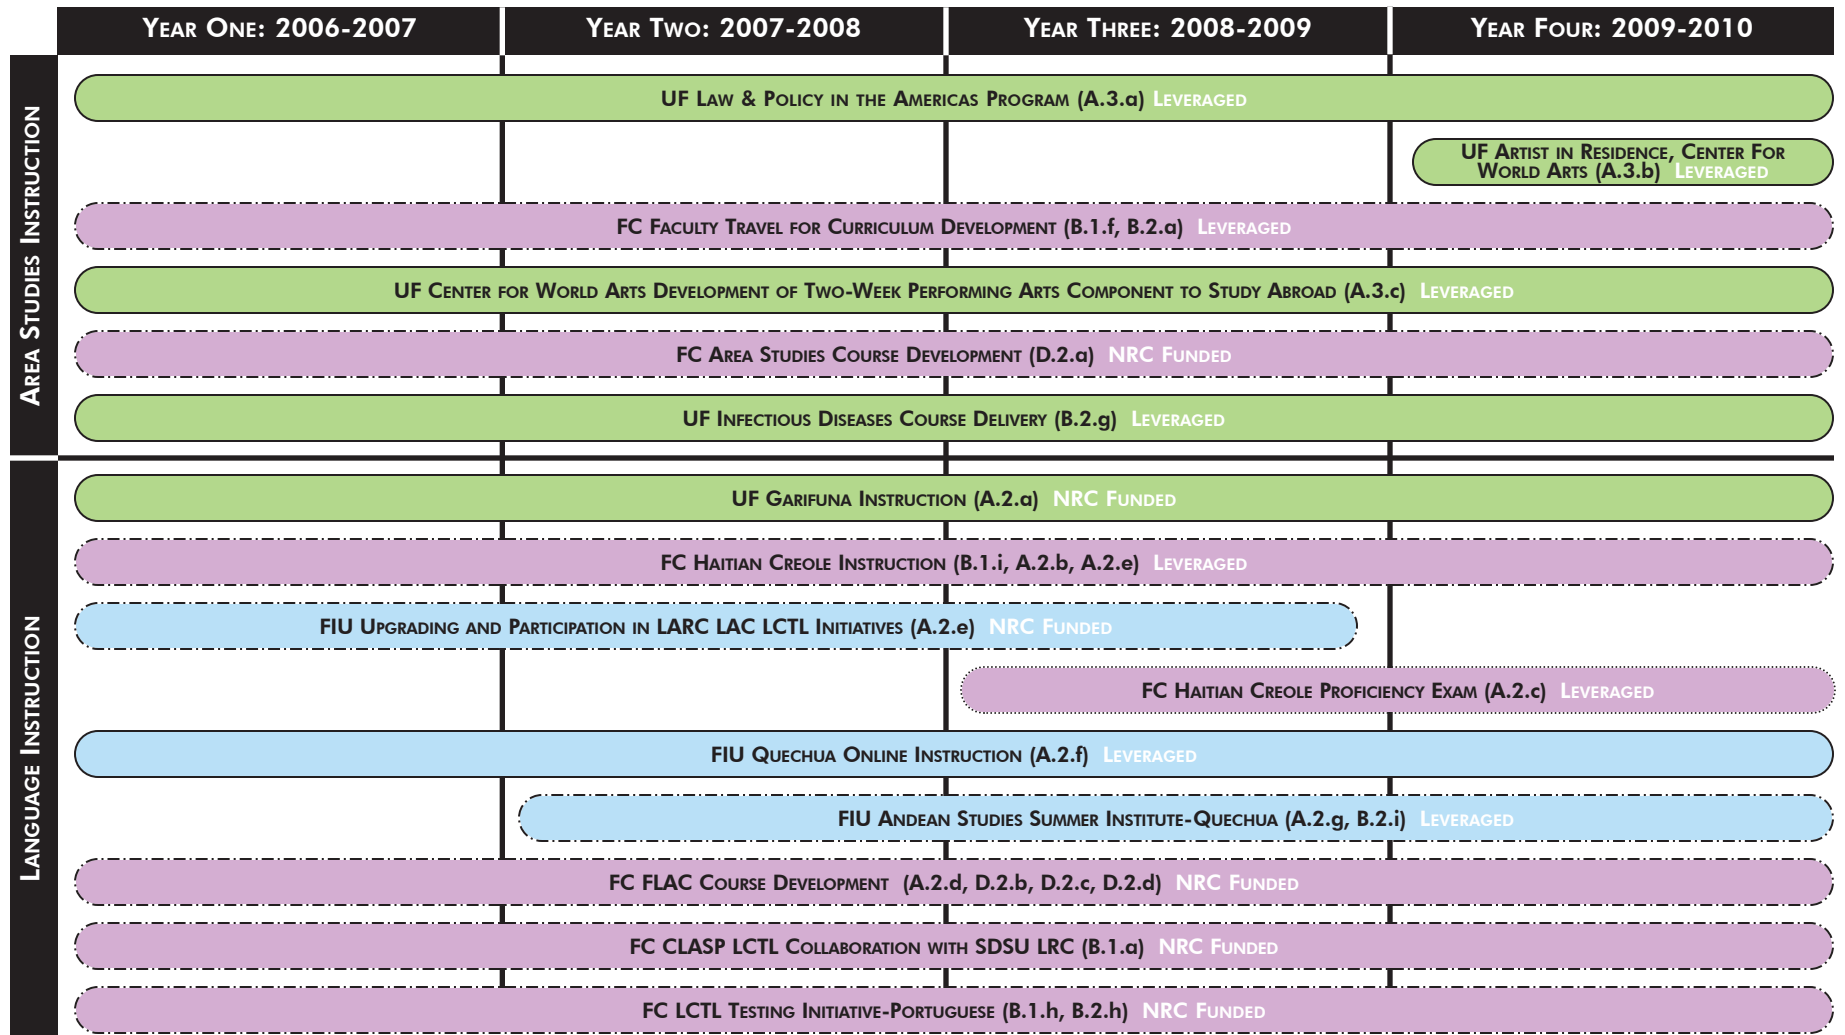 Year One: 2006-2007
Year Two: 2007-2008
Year Three: 2008-2009
Year Four: 2009-2010
Area Studies Instruction
UF Law & Policy in the Americas Program (A.3.a) Leveraged
UF Artist in Residence, Center For
World Arts (A.3.b) Leveraged
FC Faculty Travel for Curriculum Development (B.1.f, B.2.a) Leveraged
UF Center for World Arts Development of Two-Week Performing Arts Component to Study Abroad (A.3.c) Leveraged
FC Area Studies Course Development (D.2.a) NRC Funded
UF Infectious Diseases Course Delivery (B.2.g) Leveraged
Language Instruction
UF Garifuna Instruction (A.2.a) NRC Funded
FC Haitian Creole Instruction (B.1.i, A.2.b, A.2.e) Leveraged
FIU Upgrading and Participation in LARC LAC LCTL Initiatives (A.2.e) NRC Funded
FC Haitian Creole Proficiency Exam (A.2.c) Leveraged
FIU Quechua Online Instruction (A.2.f) Leveraged
FIU Andean Studies Summer Institute-Quechua (A.2.g, B.2.i) Leveraged
FC FLAC Course Development (A.2.d, D.2.b, D.2.c, D.2.d) NRC Funded
FC CLASP LCTL Collaboration with SDSU LRC (B.1.a) NRC Funded
FC LCTL Testing Initiative-Portuguese (B.1.h, B.2.h) NRC Funded